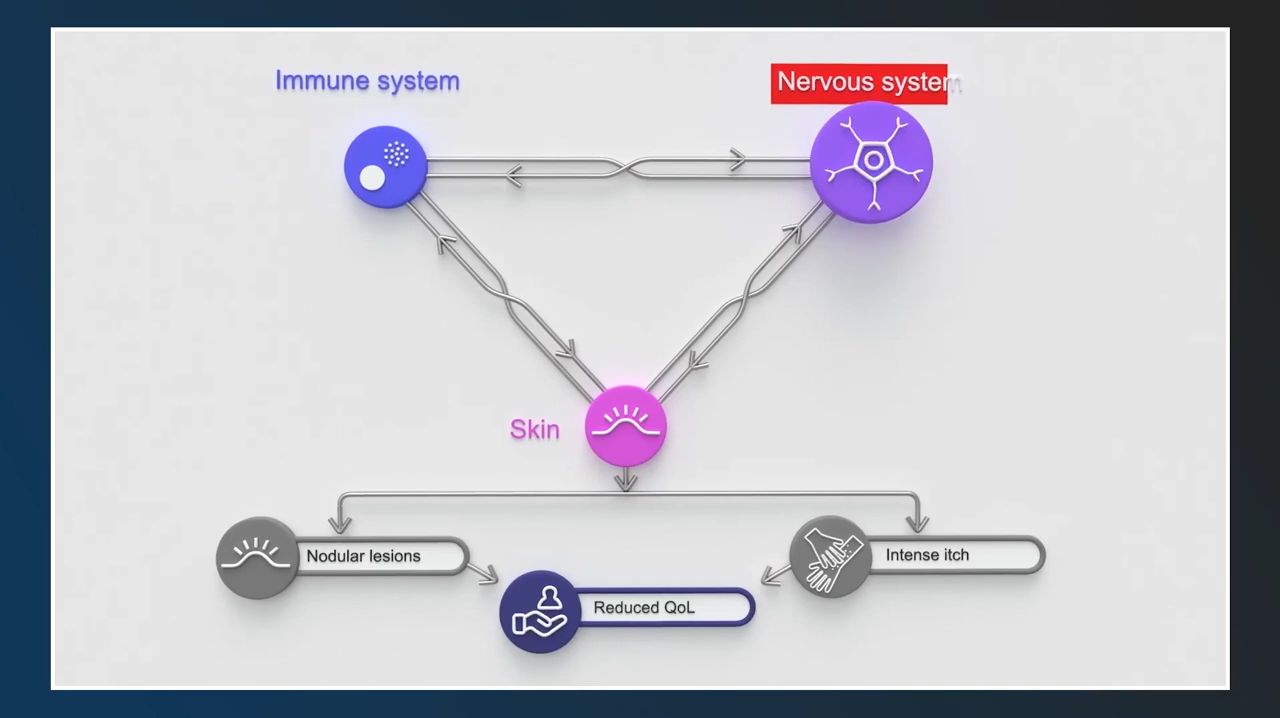 Immune system
Nervous system
Skin
Nodular lesions
Intense itch
Reduced QoL